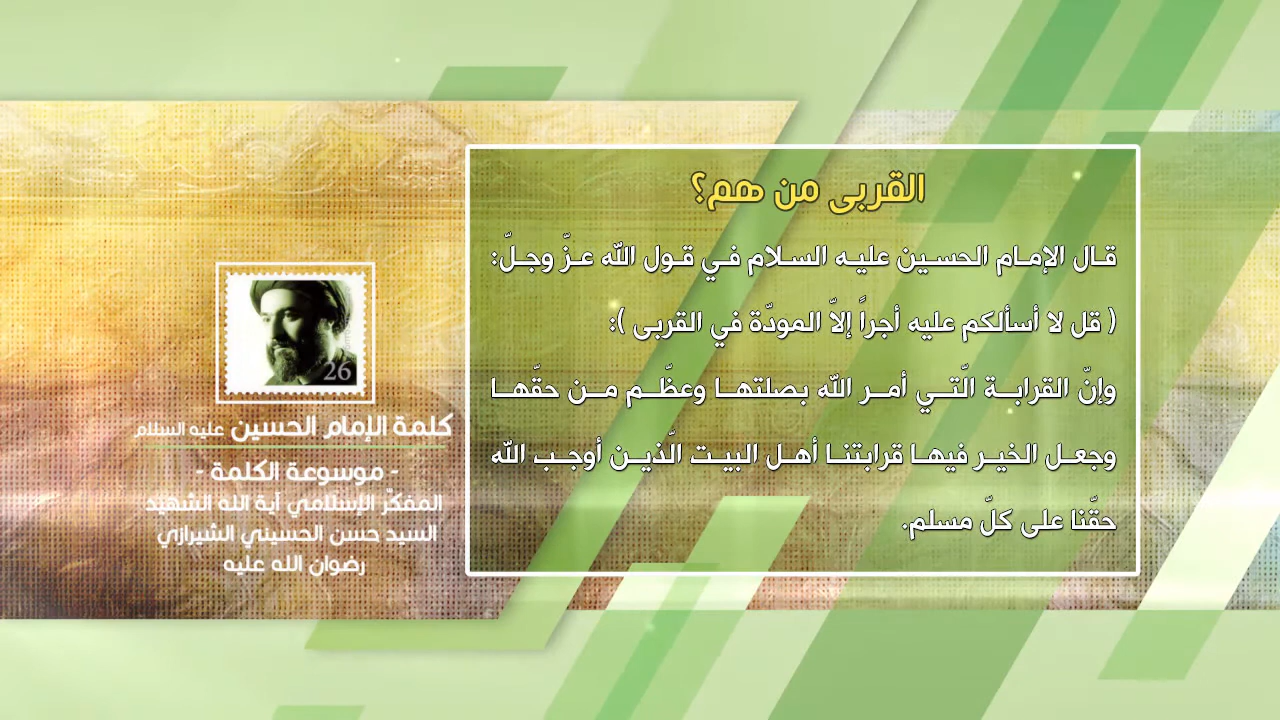 القربى من هم؟
قال الإمام الحسين عليه السلام في قول الله عزّ وجلّ:
( قل لا أسألكم عليه أجراً إلاّ المودّة في القربى ):
وإنّ القرابة الّتي أمر الله بصلتها وعظّم من حقّها
وجعل الخير فيها قرابتنا أهل البيت الّذين أوجب الله
حقّنا على كلّ مسلم.
26
كلمة الإمام الحسين عليه السلام
- موسوعة الكلمة -
المفكّر الإسلامي آية الله الشهيد
السيد حسن الحسيني الشيرازي
رضوان الله عليه